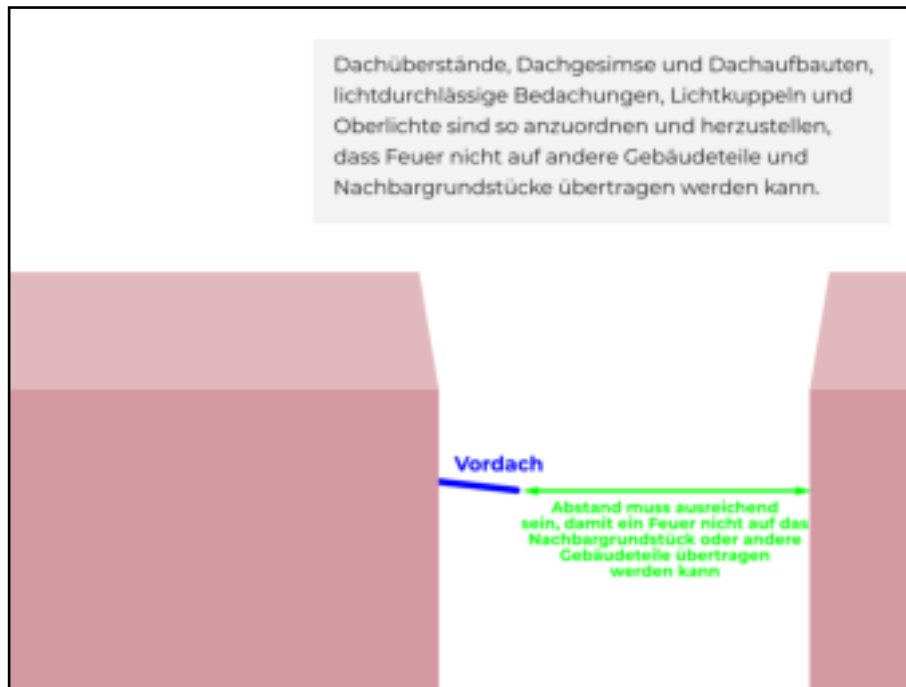 Dachüberstände, Dachgesimse und Dachaufbauten,
lichtdurchlässige Bedachungen, Lichtkuppeln und
Oberlichte sind so anzuordnen und herzustellen,
dass Feuer nicht auf andere Gebäudeteile und
Nachbargrundstücke übertragen werden kann.
Vordach
Abstand muss ausreichend
sein, damit ein Feuer nicht auf das
Nachbargrundstück oder andere
Gebäudeteile übertragen
werden kann